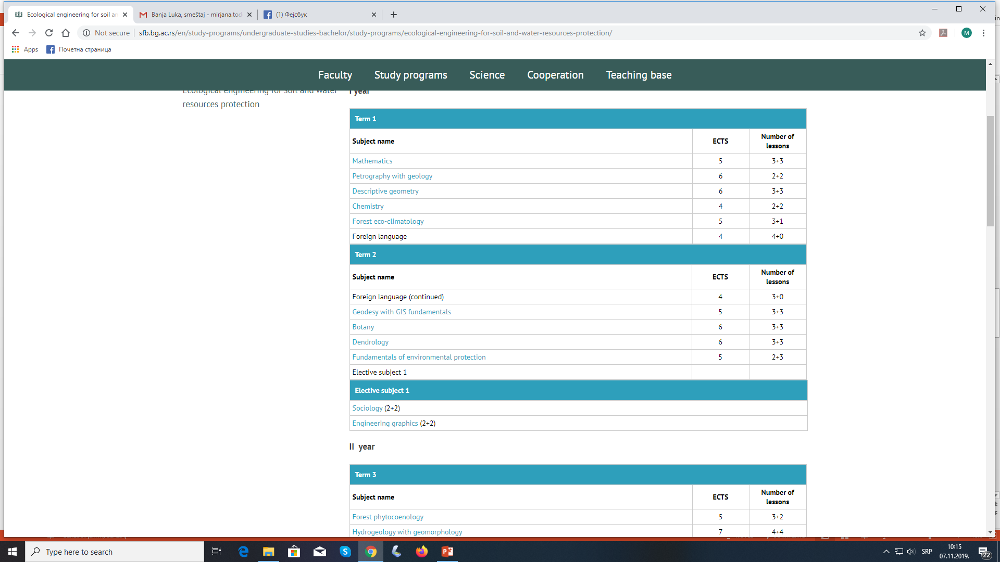 Ecological engineering for soil an
Banja Luka, smeštaj - mirjana.tod
(1) Фејсбук
Not secure
sfb.bg.ac.rs/en/study-programs/undergraduate-studies-bachelor/study-programs/ecological-engineering-for-soil-and-water-resources-protection/
M
Apps
Почетна страница
Faculty Study programs Science Cooperation Teaching base
Ecological engineering for soil and water
resources protection
I year
Term 1
Subject name ECTS Number of lessons
Mathematics 5 3+3
Petrography with geology 6 2+2
Descriptive geometry 6 3+3
Chemistry 4 2+2
Forest eco-climatology 5 3+1
Foreign language 4 4+0
Term 2
Subject name ECTS Number of lessons
Foreign language (continued) 4 3+0
Geodesy with GIS fundamentals 5 3+3
Botany 6 3+3
Dendrology 6 3+3
Fundamentals of environmental protection 5 2+3
Elective subject 1
Elective subject 1
Sociology (2+2)
Engineering graphics (2+2)
II year
Term 3
Subject name ECTS Number of lessons
Forest phytocoenology 5 3+2
Hydrogeology with geomorphology 7 4+4
Type here to search
SRP
10:15
07.11.2019.
22